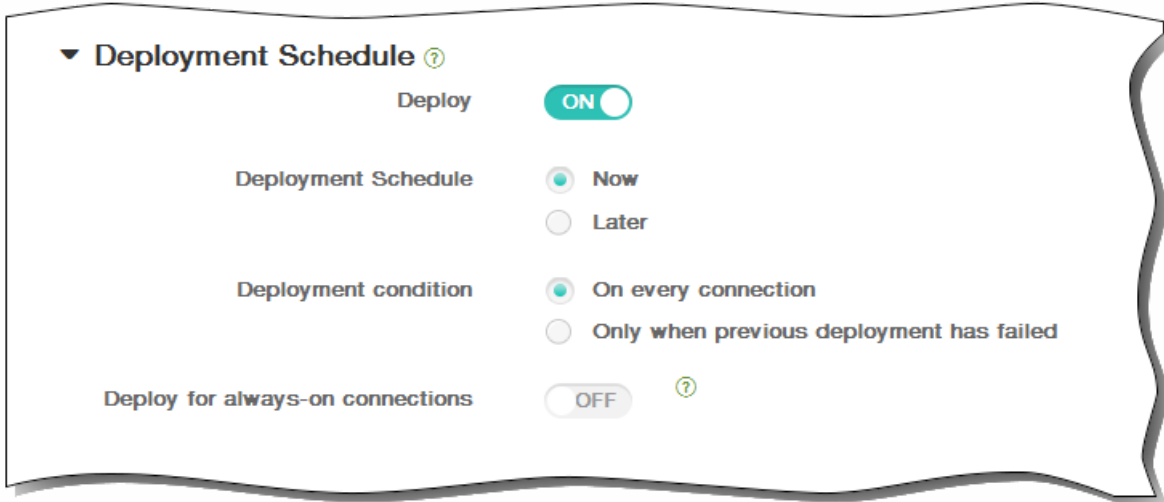 Deployment Schedule ?
Deploy ON
Deployment Schedule Now
Later
Deployment condition On every connection
Only when previous deployment has failed
Deploy for always-on connections OFF ?